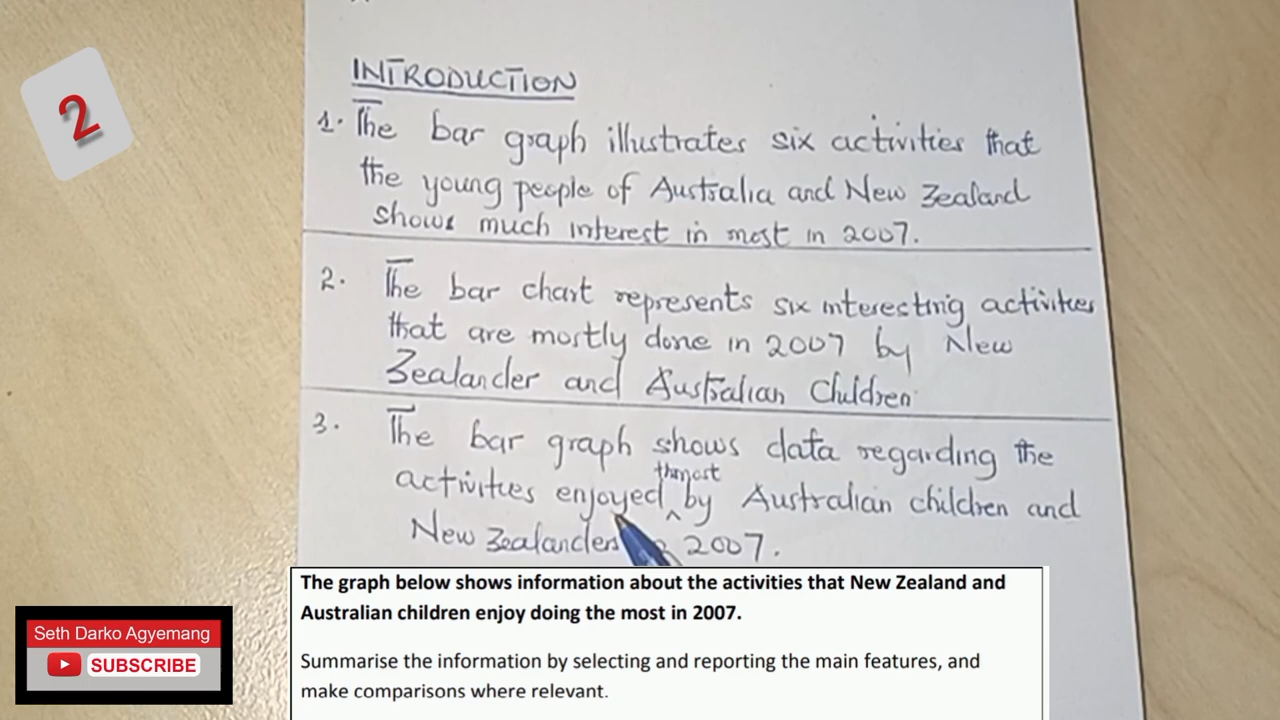 2
INTRODUCTION
1. The bar graph illustrates six activities that
the young people of Australia and New Zealand
shows much interest in most in 2007.
2. The bar chart represents six interesting activities
that are mostly done in 2007 by New
Zealander and Australian Children
3. The bar graph shows data regarding the
themost
activities enjoyed ^ by Australian children and
New Zealanders 2007.
The graph below shows information about the activities that New Zealand and
Australian children enjoy doing the most in 2007.
Summarise the information by selecting and reporting the main features, and
make comparisons where relevant.
Seth Darko Agyemang
SUBSCRIBE